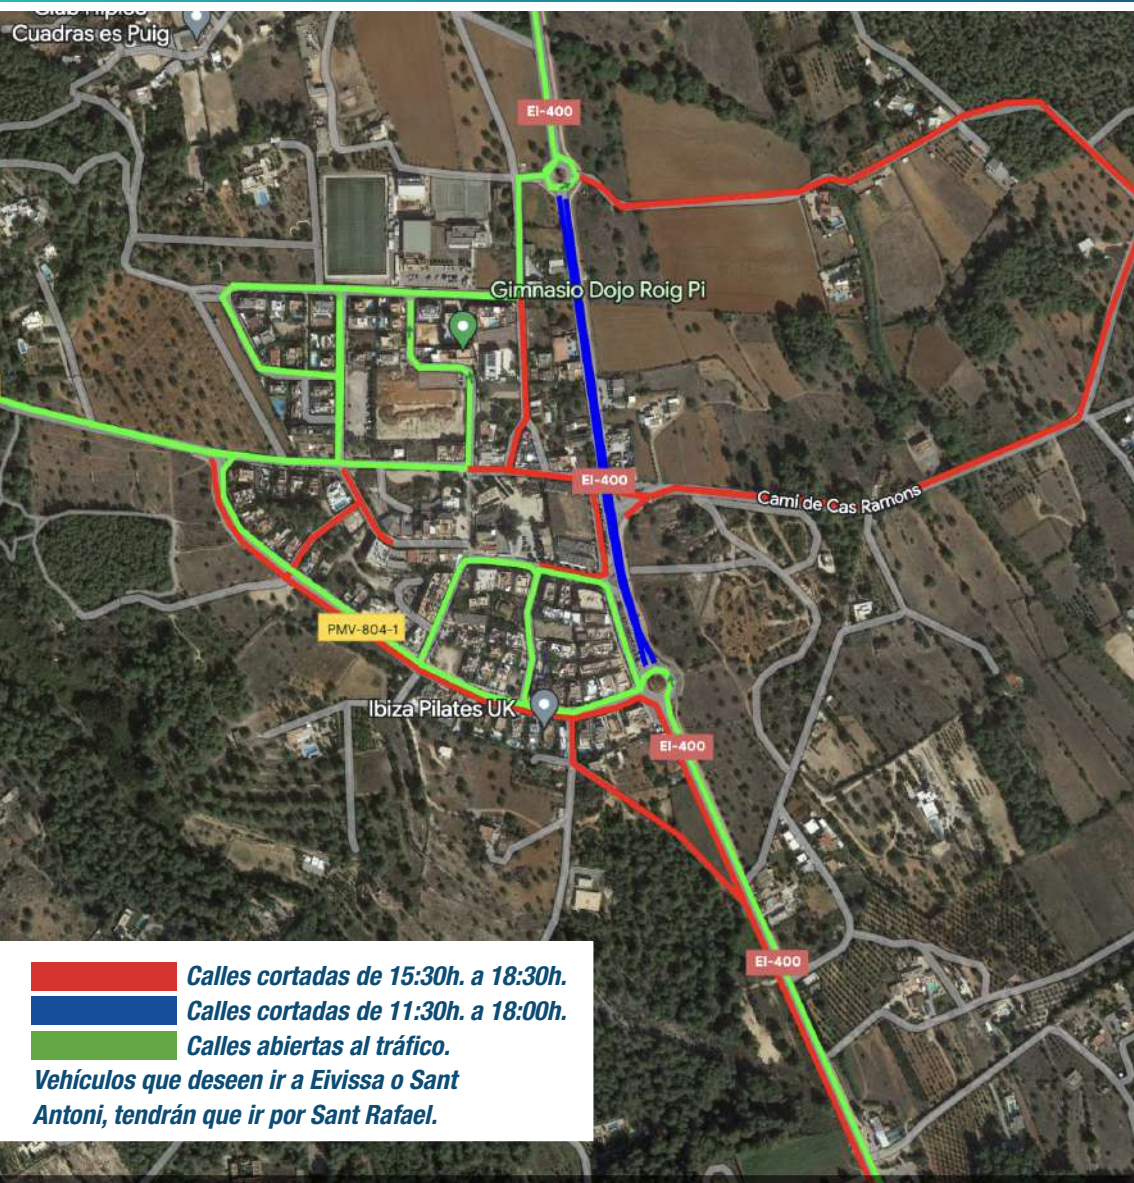 Club Hípico
Cuadras es Puig
EI-400
Gimnasio Dojo Roig Pi
EI-400
Camí de Cas Ramons
PMV-804-1
Ibiza Pilates UK
EI-400
EI-400
Calles cortadas de 15:30h. a 18:30h.
Calles cortadas de 11:30h. a 18:00h.
Calles abiertas al tráfico.
Vehículos que deseen ir a Eivissa o Sant
Antoni, tendrán que ir por Sant Rafael.